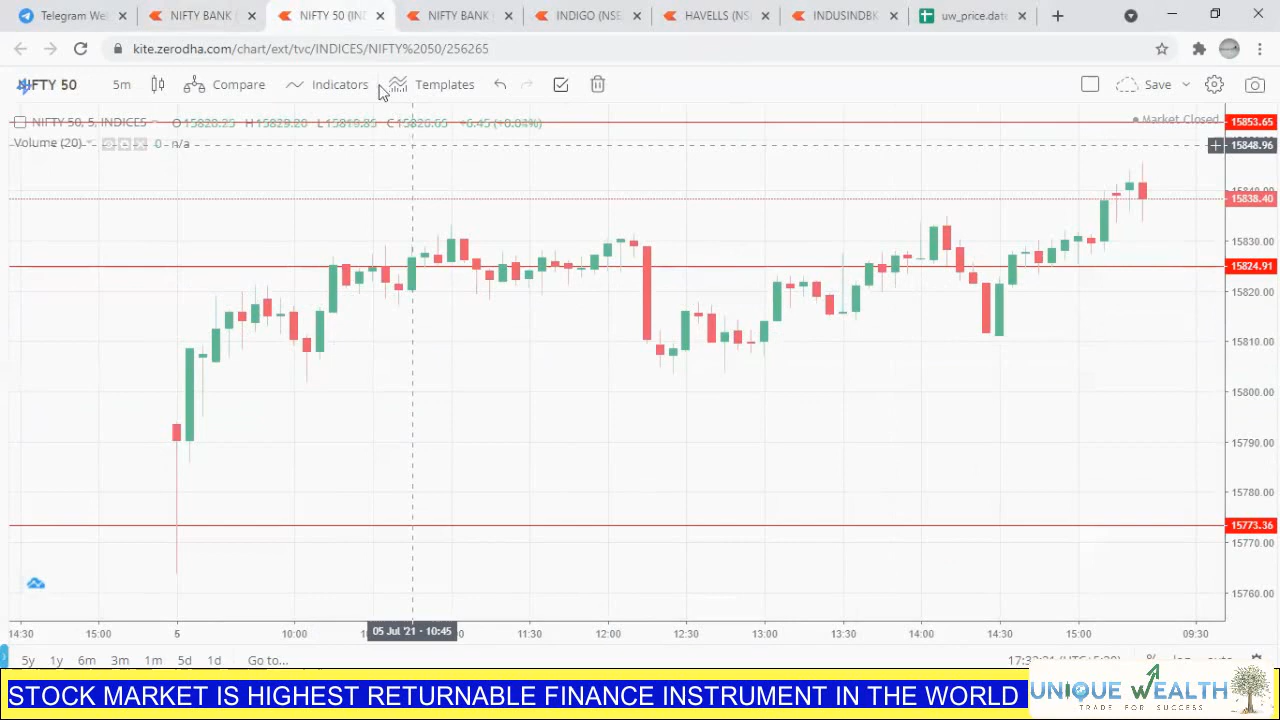 Telegram We
NIFTY BANK
NIFTY 50 (IN
NIFTY BANK
INDIGO (NSE
HAVELLS (NS
INDUSINDBK
uw_price.date
kite.zerodha.com/chart/ext/tvc/INDICES/NIFTY%2050/256265
NIFTY 50
5m
Compare
Indicators
Templates
Save
NIFTY 50, 5, INDICES
Market Closed
15853.65
Volume (20)
0 n/a
15848.96
15838.40
15830.00
15824.91
15820.00
15810.00
15800.00
15790.00
15780.00
15773.36
15770.00
15760.00
14:30 15:00 5 10:00 11:30 12:00 12:30 13:00 13:30 14:00 14:30 15:00 09:30
05 Jul '21 - 10:45
5y 1y 6m 3m 1m 5d 1d Go to...
STOCK MARKET IS HIGHEST RETURNABLE FINANCE INSTRUMENT IN THE WORLD
UNIQUE WEALTH
TRADE FOR SUCCESS